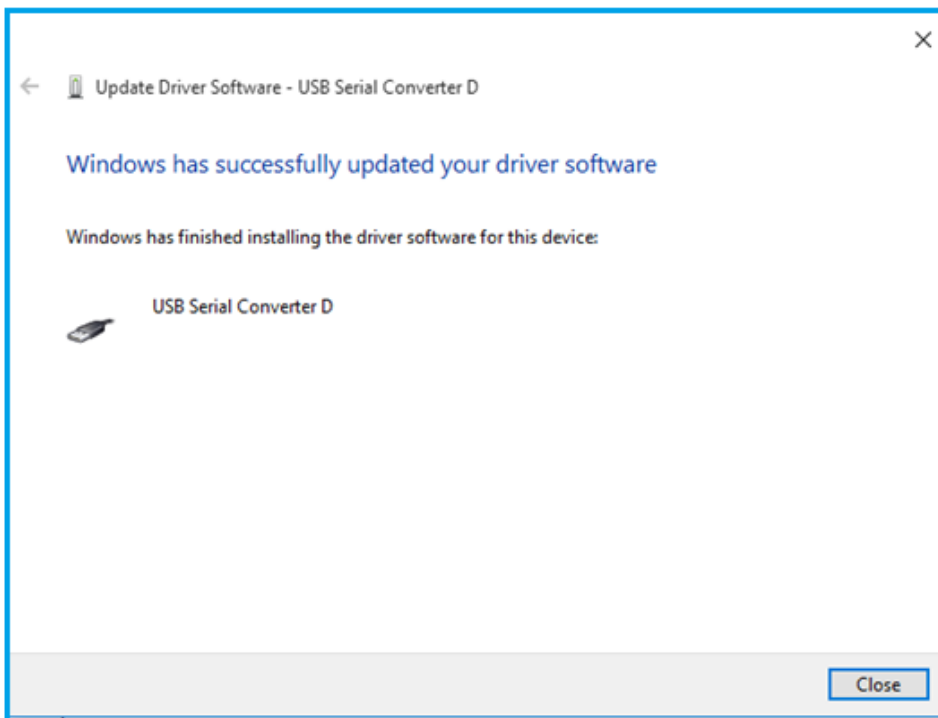 Update Driver Software - USB Serial Converter D
Windows has successfully updated your driver software
Windows has finished installing the driver software for this device:
USB Serial Converter D
Close